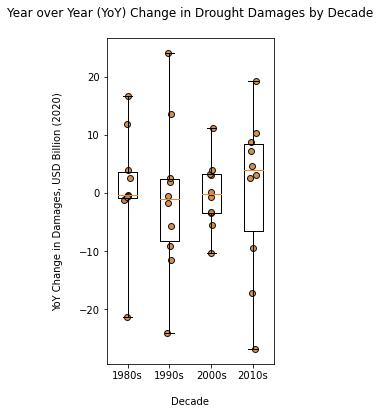 Year over Year (YoY) Change in Drought Damages by Decade
YoY Change in Damages, USD Billion (2020)
20
10
0
−10
−20
1980s 1990s 2000s 2010s
Decade